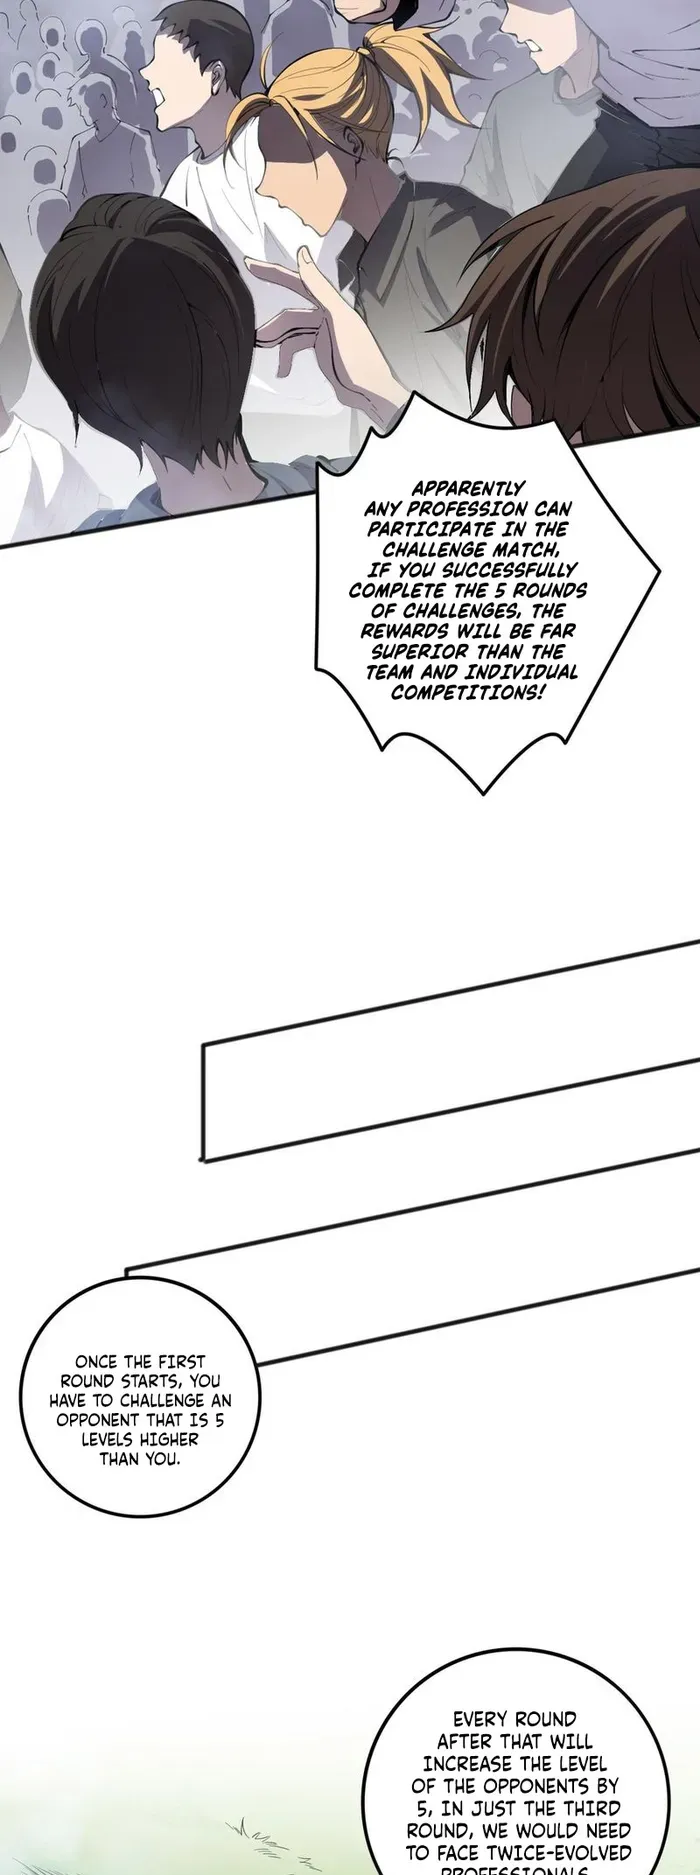 APPARENTLY
ANY PROFESSION CAN
PARTICIPATE IN THE
CHALLENGE MATCH,
IF YOU SUCCESSFULLY
COMPLETE THE 5 ROUNDS
OF CHALLENGES, THE
REWARDS WILL BE FAR
SUPERIOR THAN THE
TEAM AND INDIVIDUAL
COMPETITIONS!
ONCE THE FIRST
ROUND STARTS, YOU
HAVE TO CHALLENGE AN
OPPONENT THAT IS 5
LEVELS HIGHER
THAN YOU.
EVERY ROUND
AFTER THAT WILL
INCREASE THE LEVEL
OF THE OPPONENTS BY
5, IN JUST THE THIRD
ROUND, WE WOULD NEED
TO FACE TWICE-EVOLVED
PROFESSIONALS